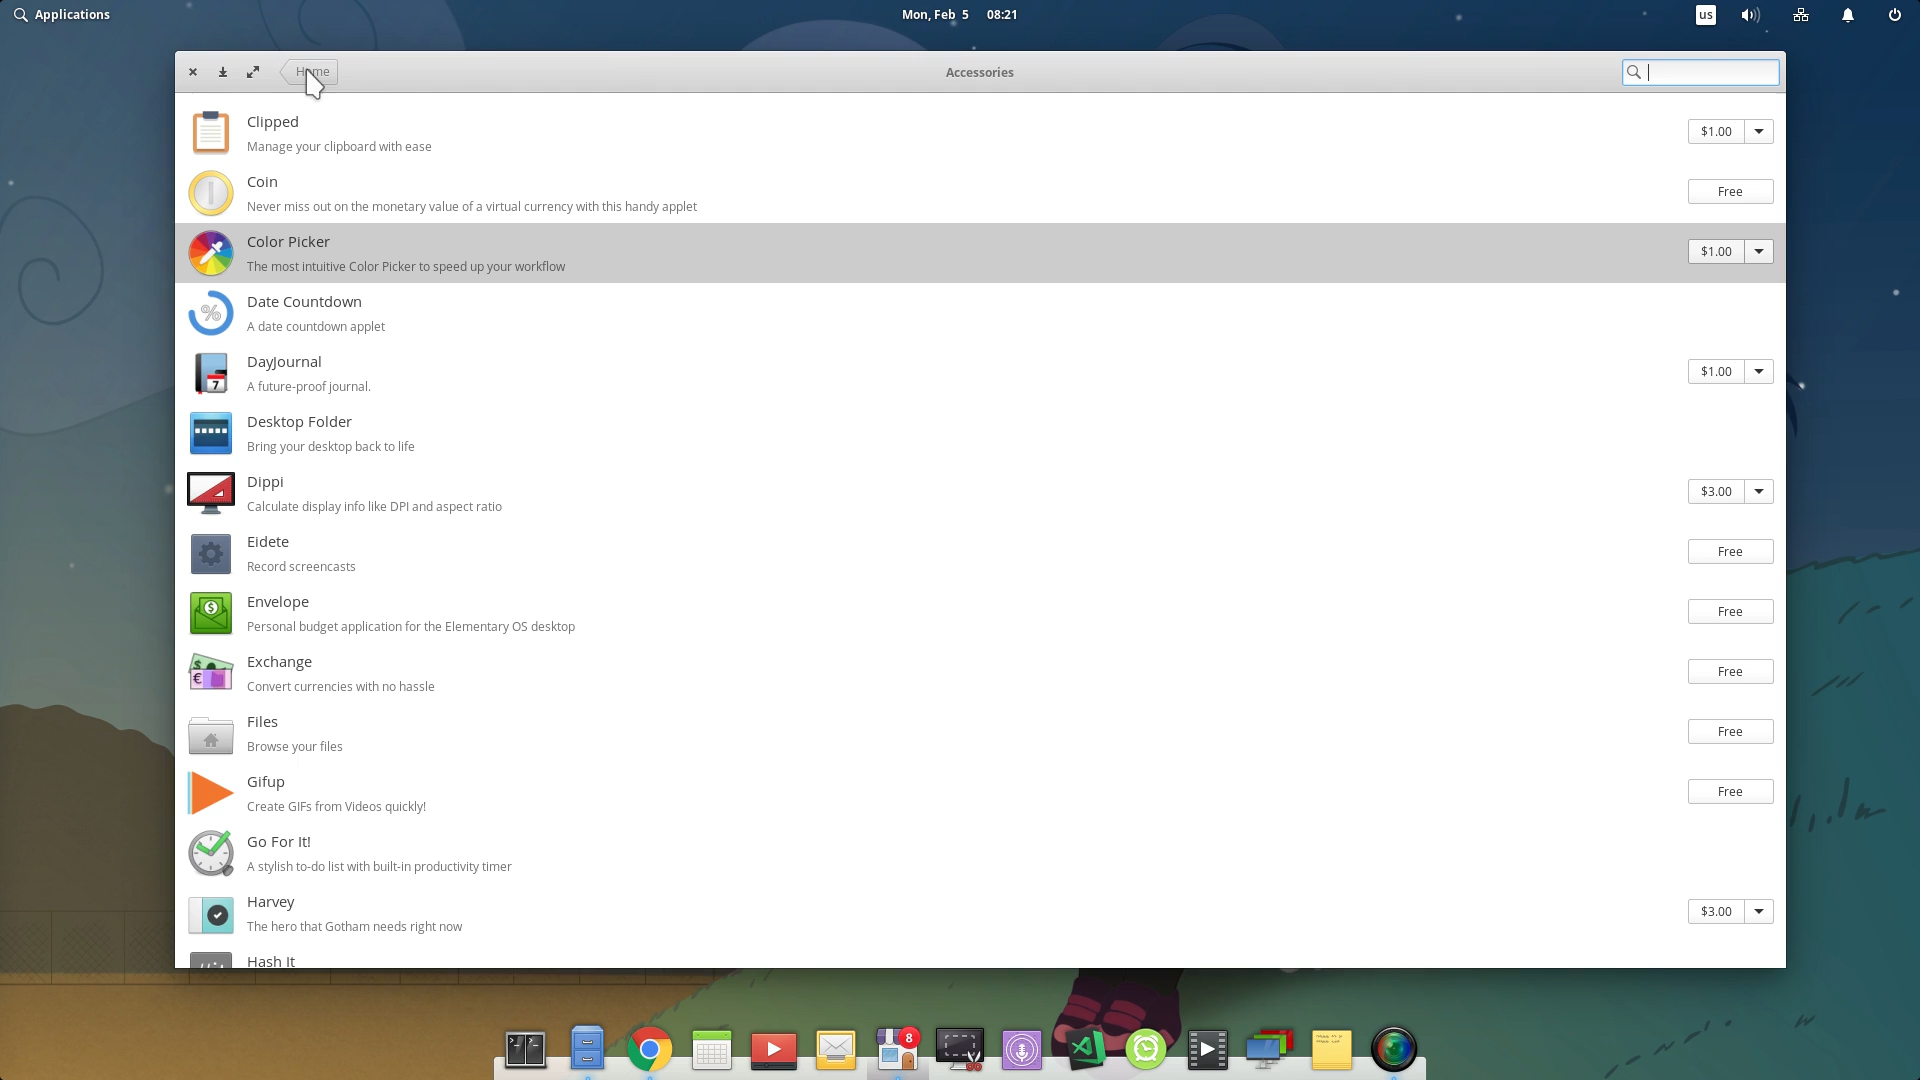 Applications
Mon, Feb 5 08:21
us
Home
Accessories
Clipped
Manage your clipboard with ease
$1.00
Coin
Never miss out on the monetary value of a virtual currency with this handy applet
Free
Color Picker
The most intuitive Color Picker to speed up your workflow
$1.00
Date Countdown
A date countdown applet
DayJournal
A future-proof journal.
$1.00
Desktop Folder
Bring your desktop back to life
Dippi
Calculate display info like DPI and aspect ratio
$3.00
Eidete
Record screencasts
Free
Envelope
Personal budget application for the Elementary OS desktop
Free
Exchange
Convert currencies with no hassle
Free
Files
Browse your files
Free
Gifup
Create GIFs from Videos quickly!
Free
Go For It!
A stylish to-do list with built-in productivity timer
Harvey
The hero that Gotham needs right now
$3.00
Hash It
8